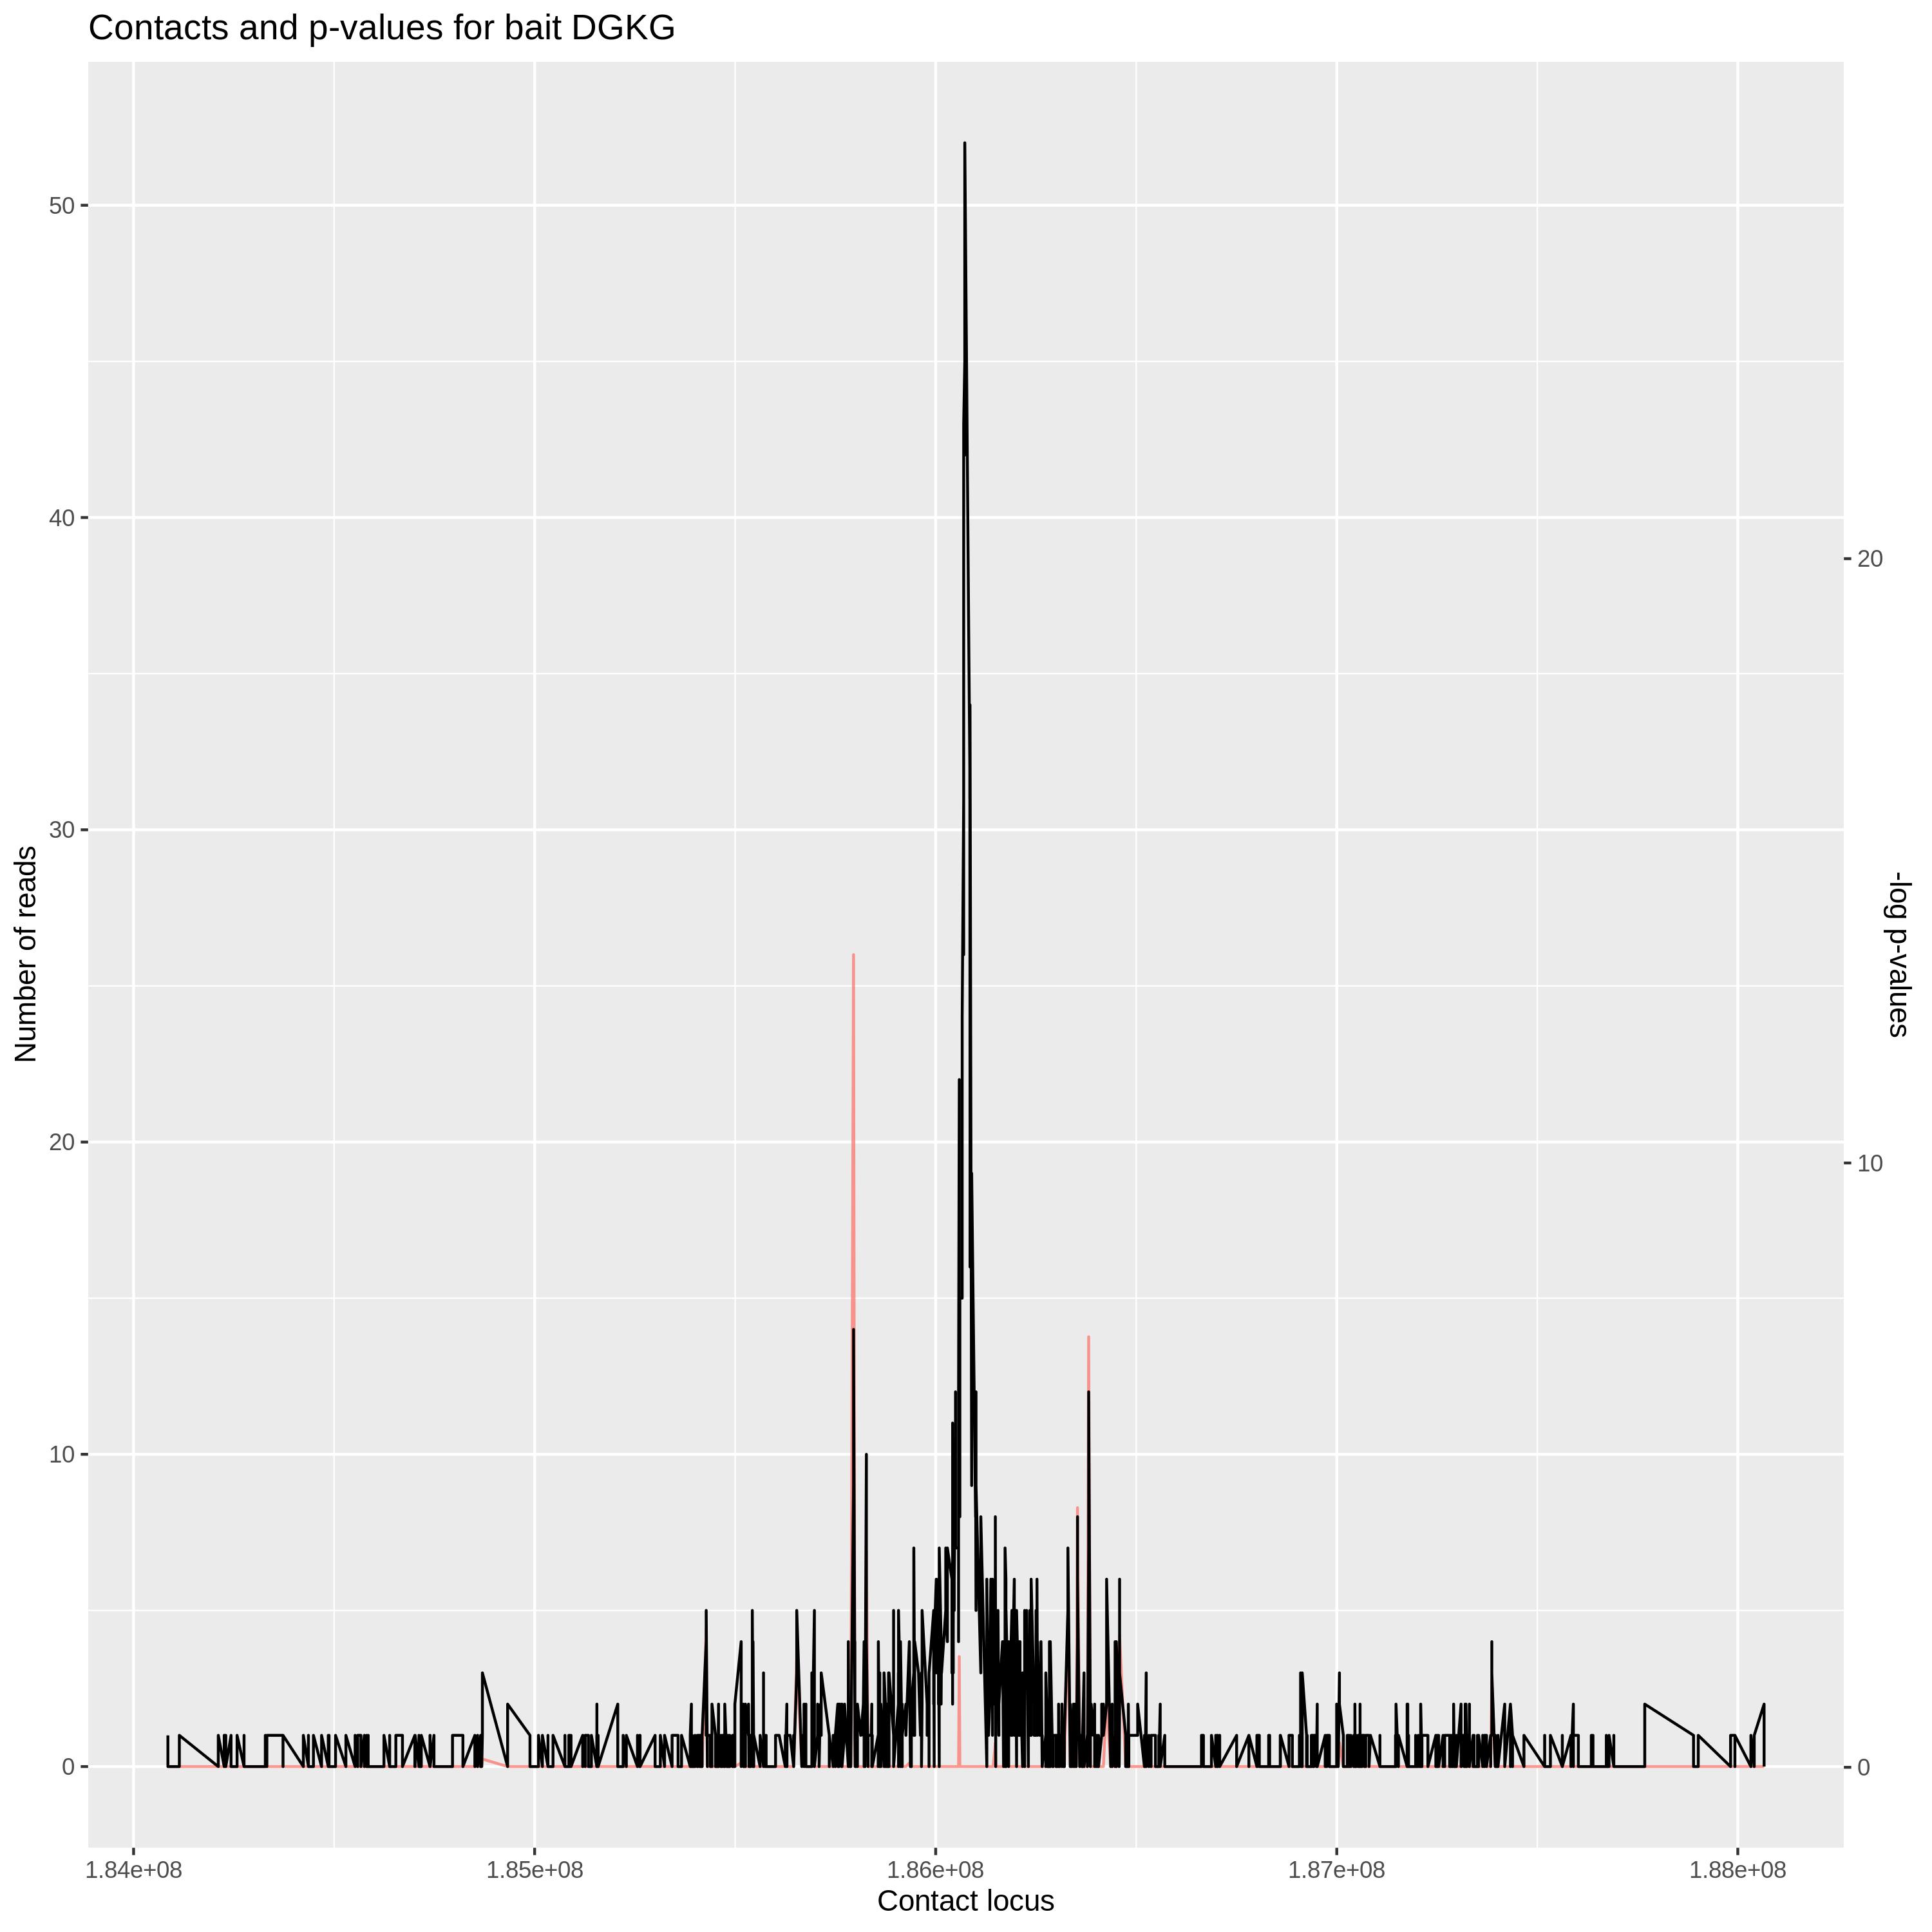 Contacts and p-values for bait DGKG
50
40
30
20
10
0
Number of reads
20
10
0
-log p-values
1.84e+08
1.85e+08
1.86e+08
1.87e+08
1.88e+08
Contact locus